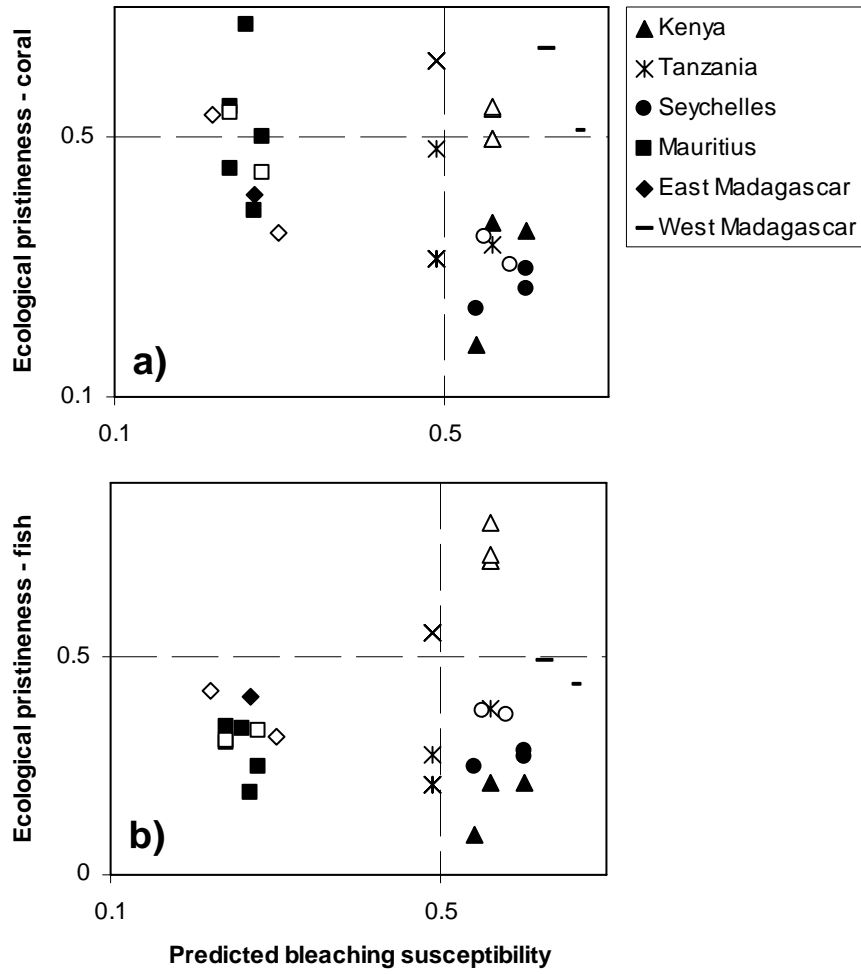 Ecological pristineness - coral
0.5
0.1
a)
0.1
0.5
Kenya
Tanzania
Seychelles
Mauritius
East Madagascar
West Madagascar
Ecological pristineness - fish
0.5
0
b)
0.1
0.5
Predicted bleaching susceptibility